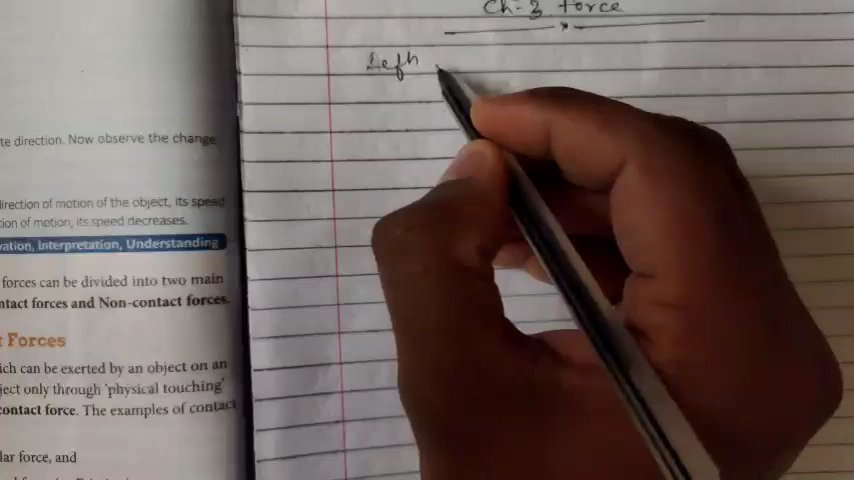 te direction. Now observe the change
direction of motion of the object, its speed
tion of motion, its speed decreases.
vation, Interpretation, Understanding
forces can be divided into two main
ntact forces and Non-contact forces.
t Forces
ich can be exerted by an object on an
ject only through 'physical touching'
contact force. The examples of contact
lar force, and
Ch-3 Force
Defn